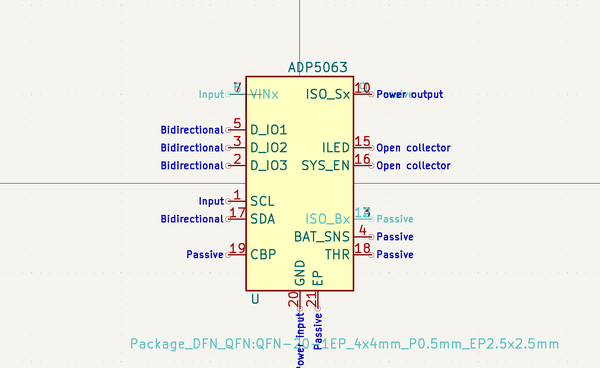 ADP5063
Input 7 VINx ISO_Sx 10 Power output
Bidirectional 5 D_IO1
Bidirectional 3 D_IO2 ILED 15 Open collector
Bidirectional 2 D_IO3 SYS_EN 16 Open collector
Input 1 SCL
Bidirectional 17 SDA ISO_Bx Passive
BAT_SNS 4 Passive
Passive 19 CBP THR 18 Passive
GND EP
U
20 21
Power input Passive
Package_DFN_QFN:QFN-20-1EP_4x4mm_P0.5mm_EP2.5x2.5mm